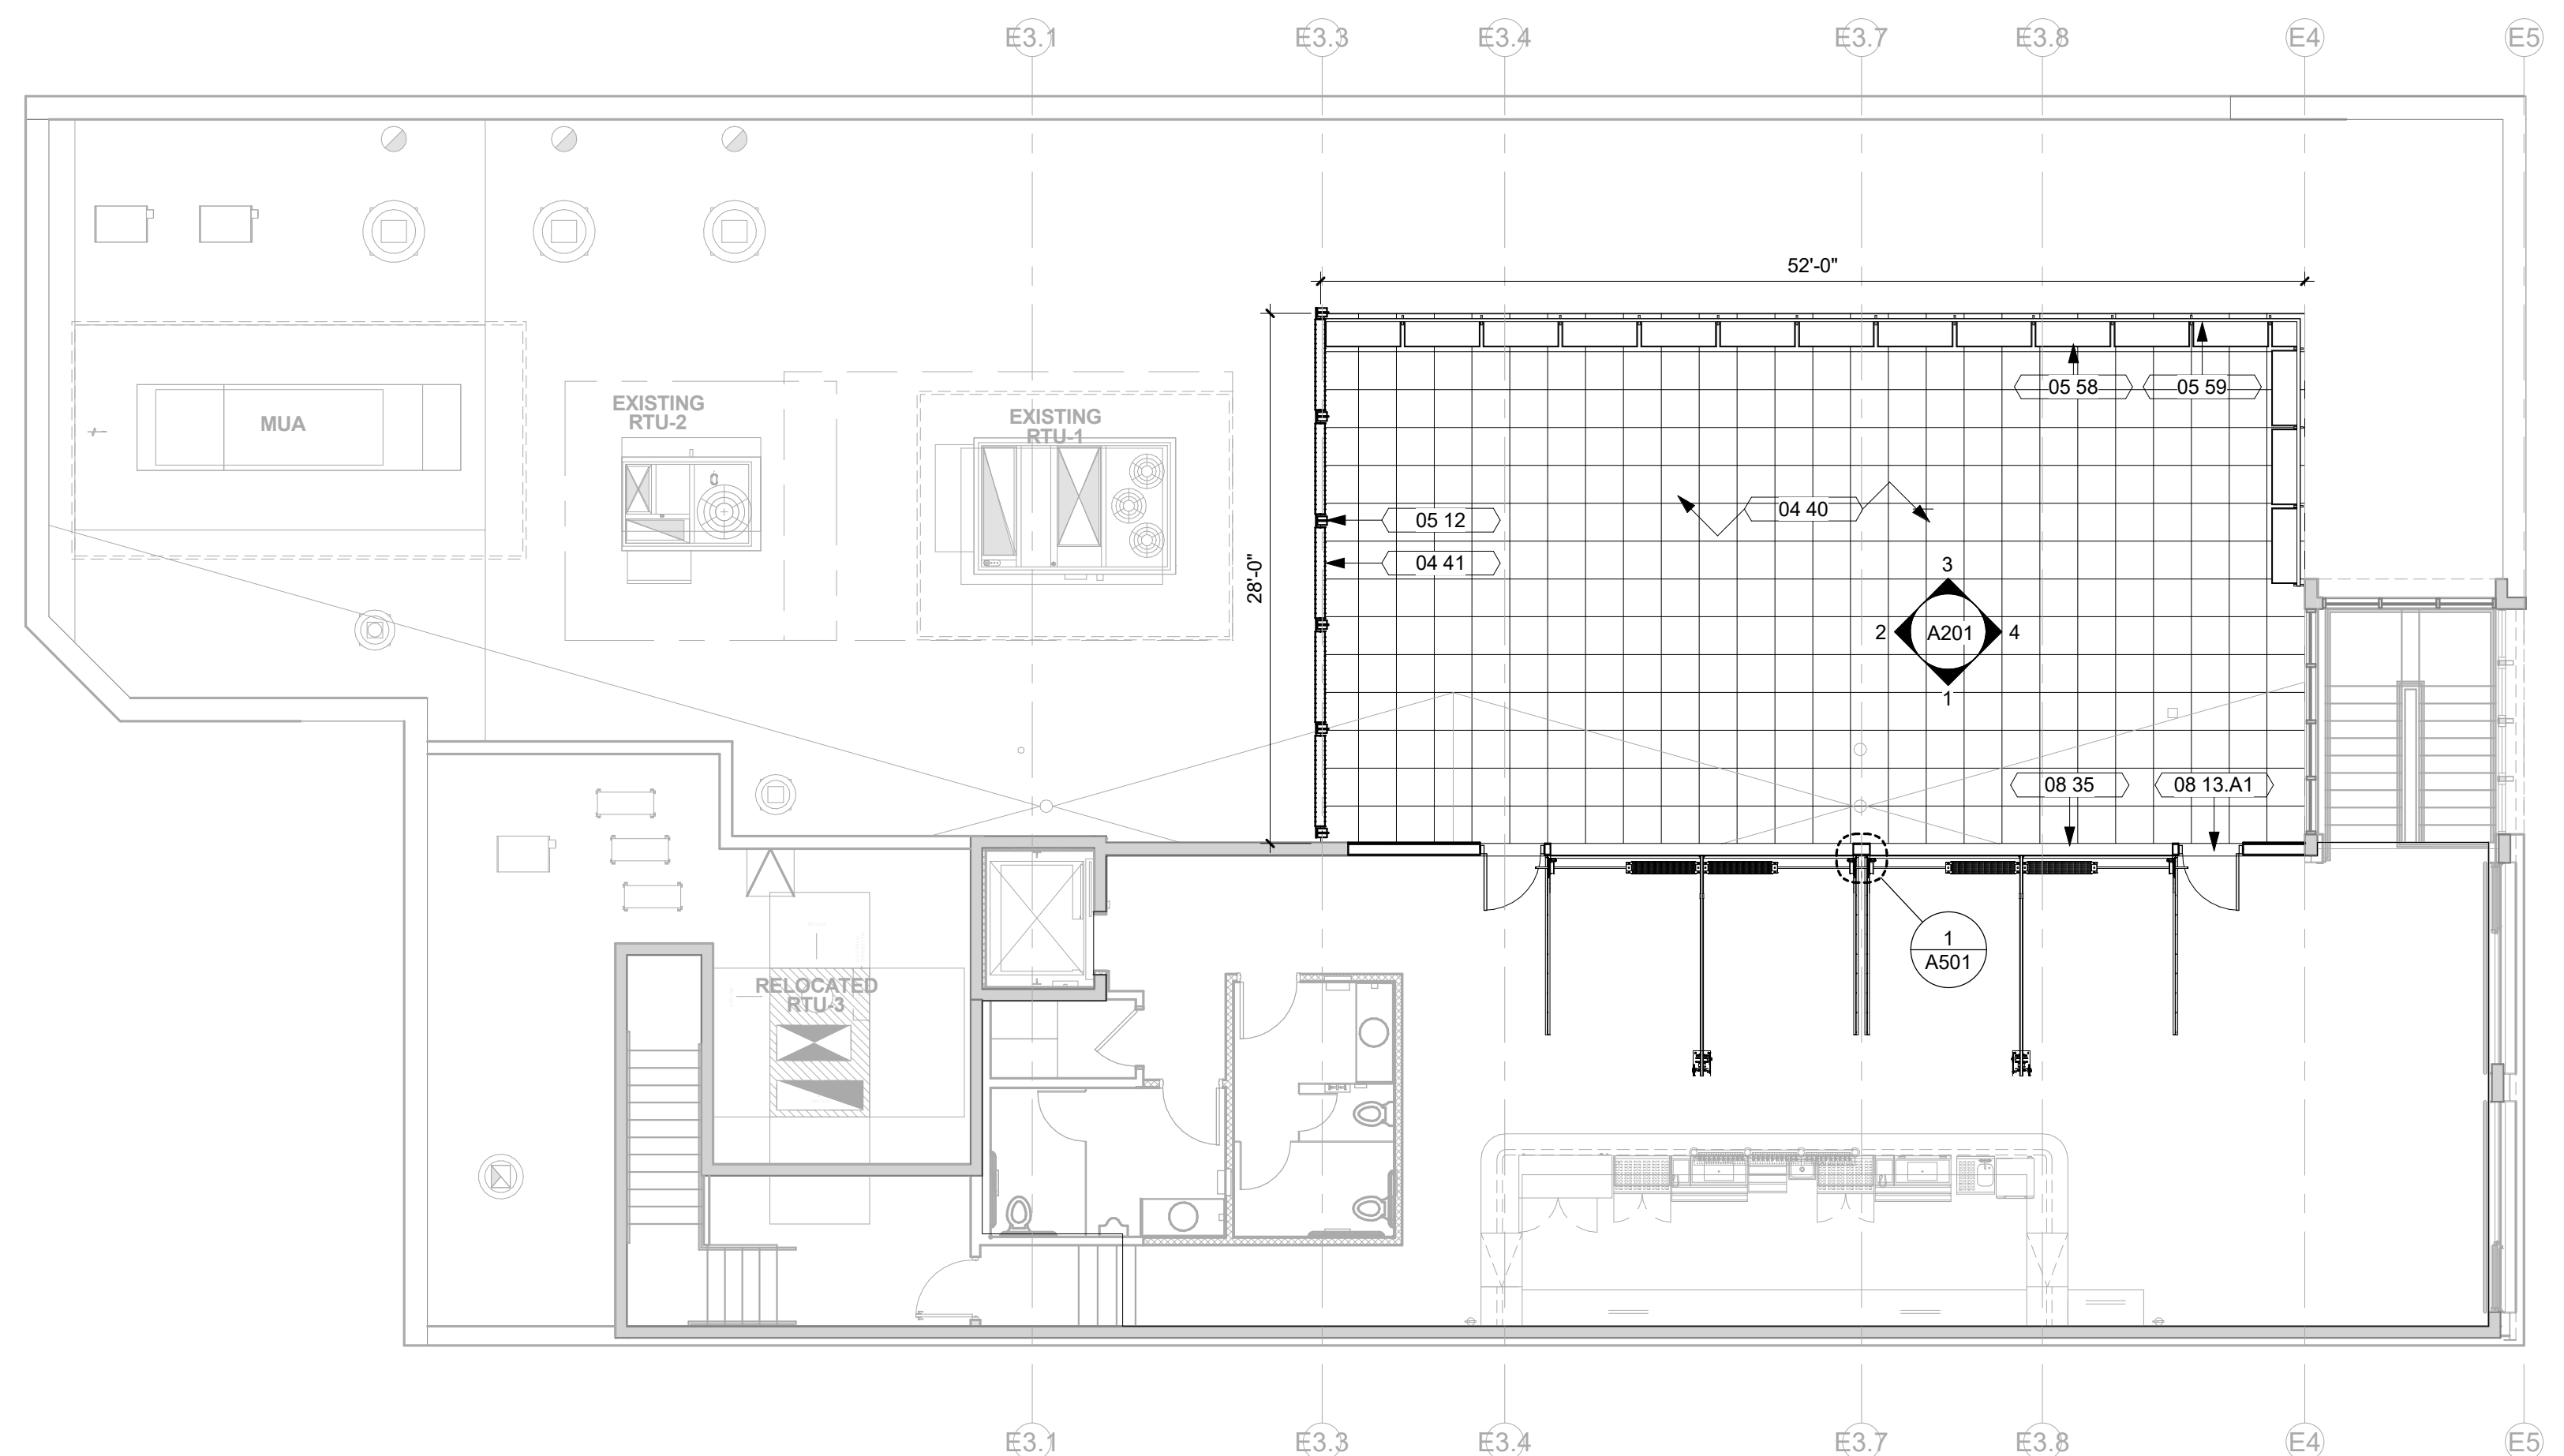 E3.1 E3.3 E3.4 E3.7 E3.8 E4 E5
52'-0"
28'-0"
05 58
05 59
EXISTING
RTU-2
EXISTING
RTU-1
MUA
05 12
04 40
04 41
3
2
A201
4
1
08 35
08 13.A1
1
A501
RELOCATED
RTU-3
E3.1 E3.3 E3.4 E3.7 E3.8 E4 E5